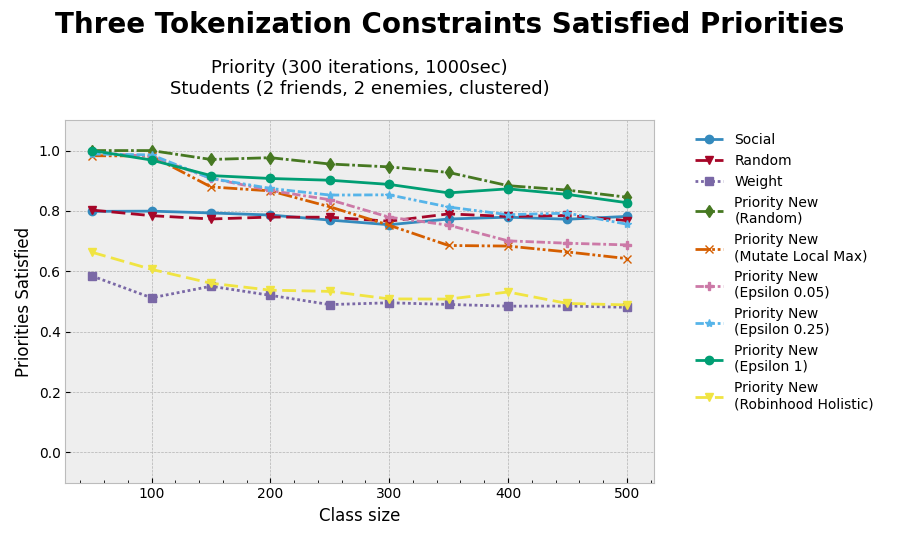 Three Tokenization Constraints Satisfied Priorities
Priority (300 iterations, 1000sec)
Students (2 friends, 2 enemies, clustered)
Priorities Satisfied
1.0
0.8
0.6
0.4
0.2
0.0
100
200
300
400
500
Class size
Social
Random
Weight
Priority New
(Random)
Priority New
(Mutate Local Max)
Priority New
(Epsilon 0.05)
Priority New
(Epsilon 0.25)
Priority New
(Epsilon 1)
Priority New
(Robinhood Holistic)